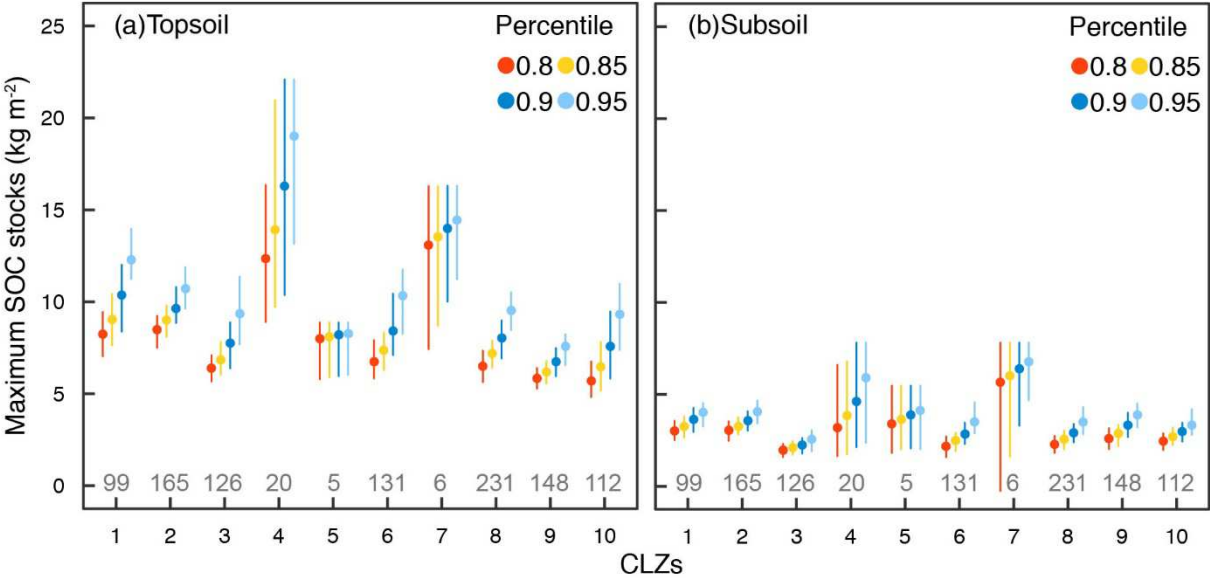 (a)Topsoil
Percentile
0.8 0.85
0.9 0.95
(b)Subsoil
Percentile
0.8 0.85
0.9 0.95
Maximum SOC stocks (kg m-2)
25
20
15
10
5
0
99 165 126 20 5 131 6 231 148 112
99 165 126 20 5 131 6 231 148 112
1 2 3 4 5 6 7 8 9 10
1 2 3 4 5 6 7 8 9 10
CLZs